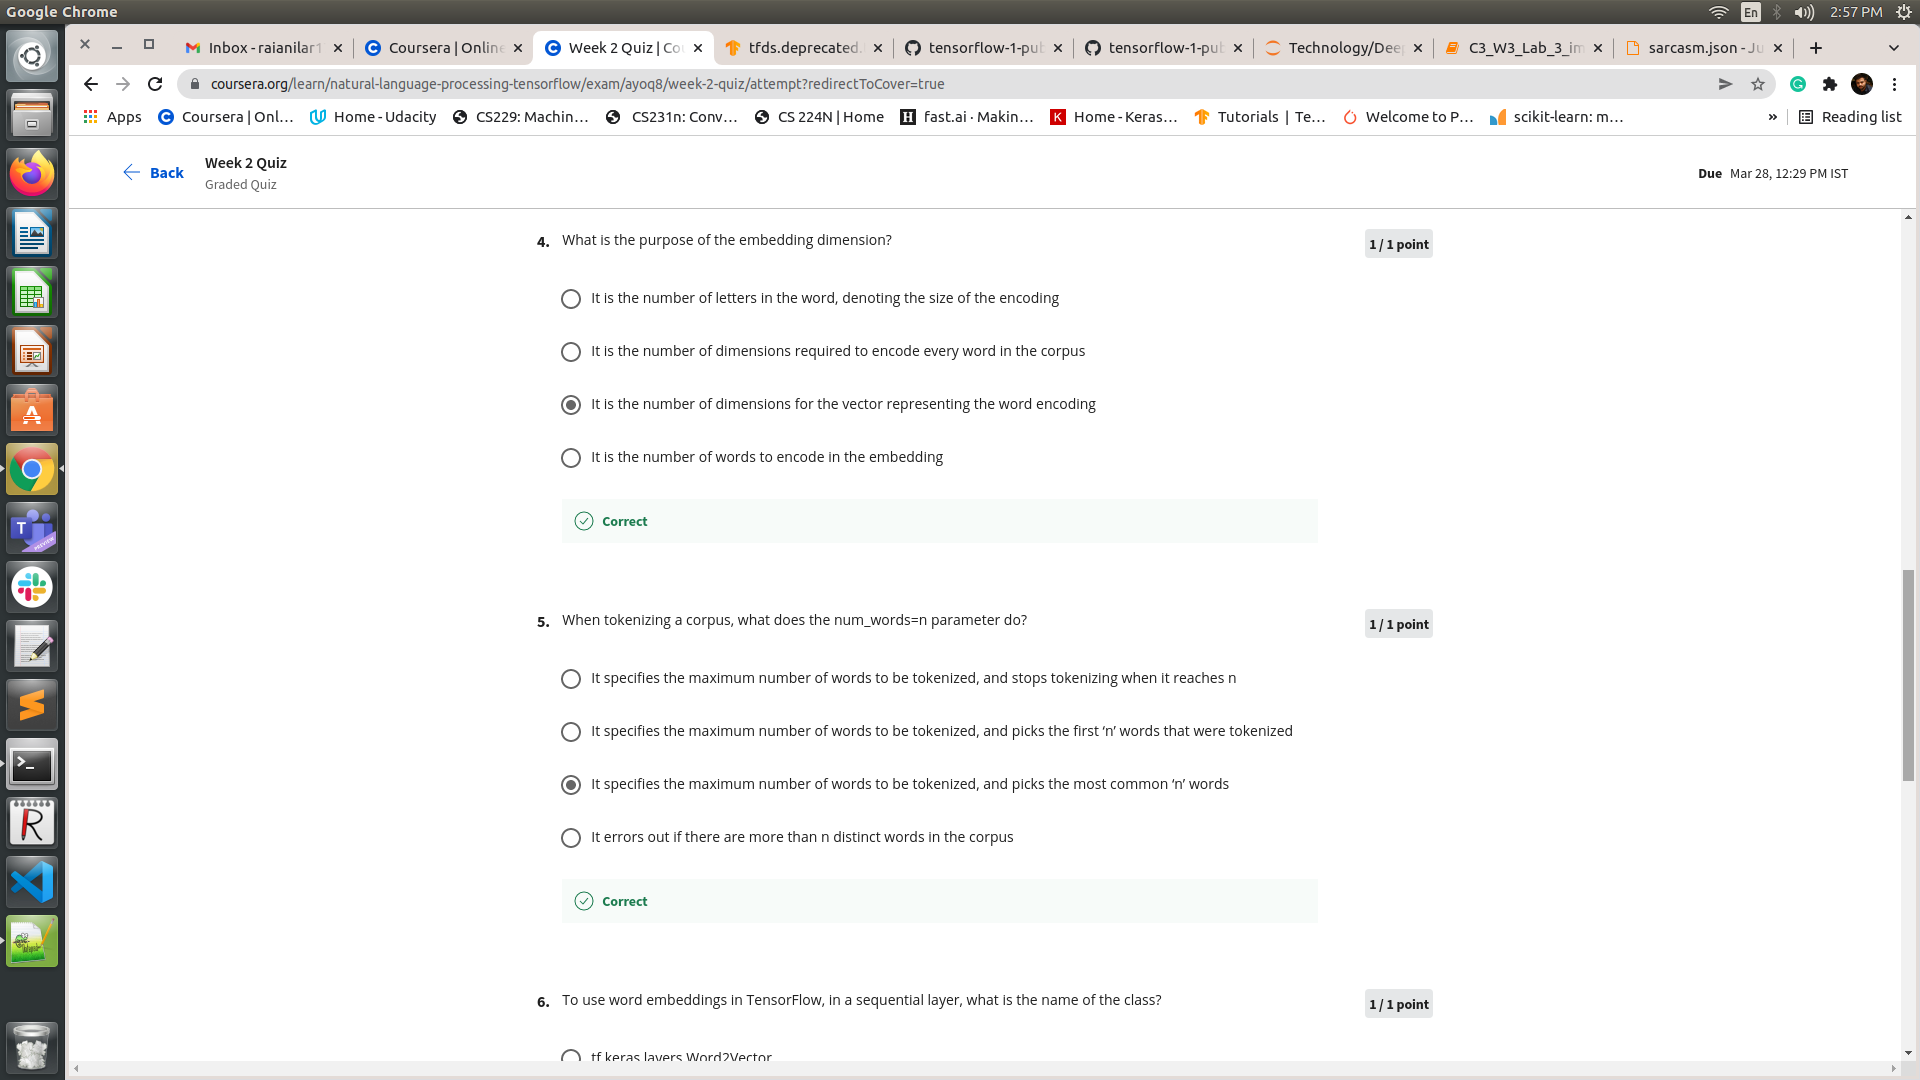 Google Chrome
En
2:57 PM
Inbox - raianilar1
Coursera | Online
Week 2 Quiz | Co
tfds.deprecated.
tensorflow-1-pub
tensorflow-1-pub
Technology/Deep
C3_W3_Lab_3_im
sarcasm.json - Ju
coursera.org/learn/natural-language-processing-tensorflow/exam/ayoq8/week-2-quiz/attempt?redirectToCover=true
Apps
Coursera | Onl...
Home - Udacity
CS229: Machin...
CS231n: Conv...
CS 224N | Home
fast.ai · Makin...
Home - Keras...
Tutorials | Te...
Welcome to P...
scikit-learn: m...
»
Reading list
Back
Week 2 Quiz
Graded Quiz
Due Mar 28, 12:29 PM IST
4. What is the purpose of the embedding dimension?
1 / 1 point
It is the number of letters in the word, denoting the size of the encoding
It is the number of dimensions required to encode every word in the corpus
It is the number of dimensions for the vector representing the word encoding
It is the number of words to encode in the embedding
Correct
5. When tokenizing a corpus, what does the num_words=n parameter do?
1 / 1 point
It specifies the maximum number of words to be tokenized, and stops tokenizing when it reaches n
It specifies the maximum number of words to be tokenized, and picks the first ‘n’ words that were tokenized
It specifies the maximum number of words to be tokenized, and picks the most common ‘n’ words
It errors out if there are more than n distinct words in the corpus
Correct
6. To use word embeddings in TensorFlow, in a sequential layer, what is the name of the class?
1 / 1 point
tf.keras.layers.Word2Vector